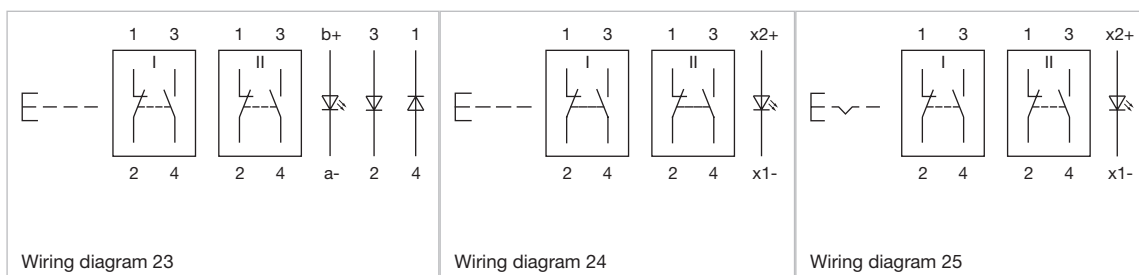 1 3 1 3 b+ 3 1
I II
2 4 2 4 a- 2 4
Wiring diagram 23
1 3 1 3 x2+
I II
2 4 2 4 x1-
Wiring diagram 24
1 3 1 3 x2+
I II
2 4 2 4 x1-
Wiring diagram 25